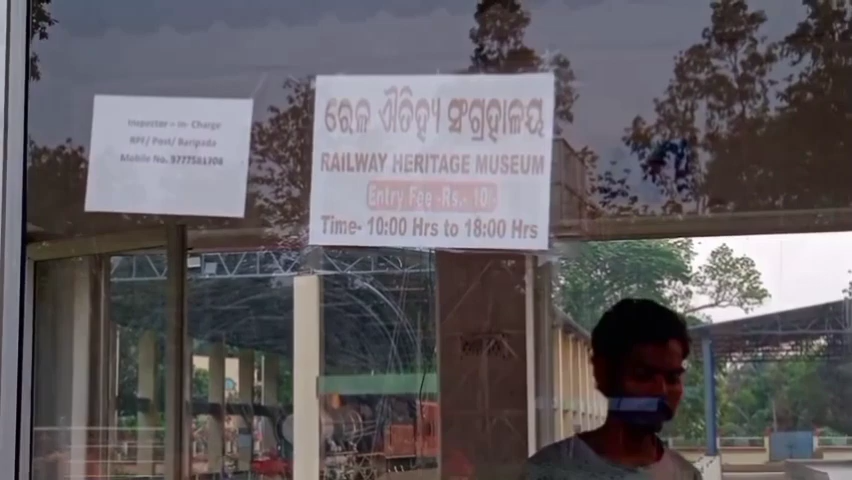 Inspector – In- Charge
RPF/ Post/ Baripada
Mobile No. 9777561308
ରେଳ ଐତିହ୍ୟ ସଂଗ୍ରହାଳୟ
RAILWAY HERITAGE MUSEUM
Entry Fee -Rs,- 10/-
Time- 10:00 Hrs to 18:00 Hrs